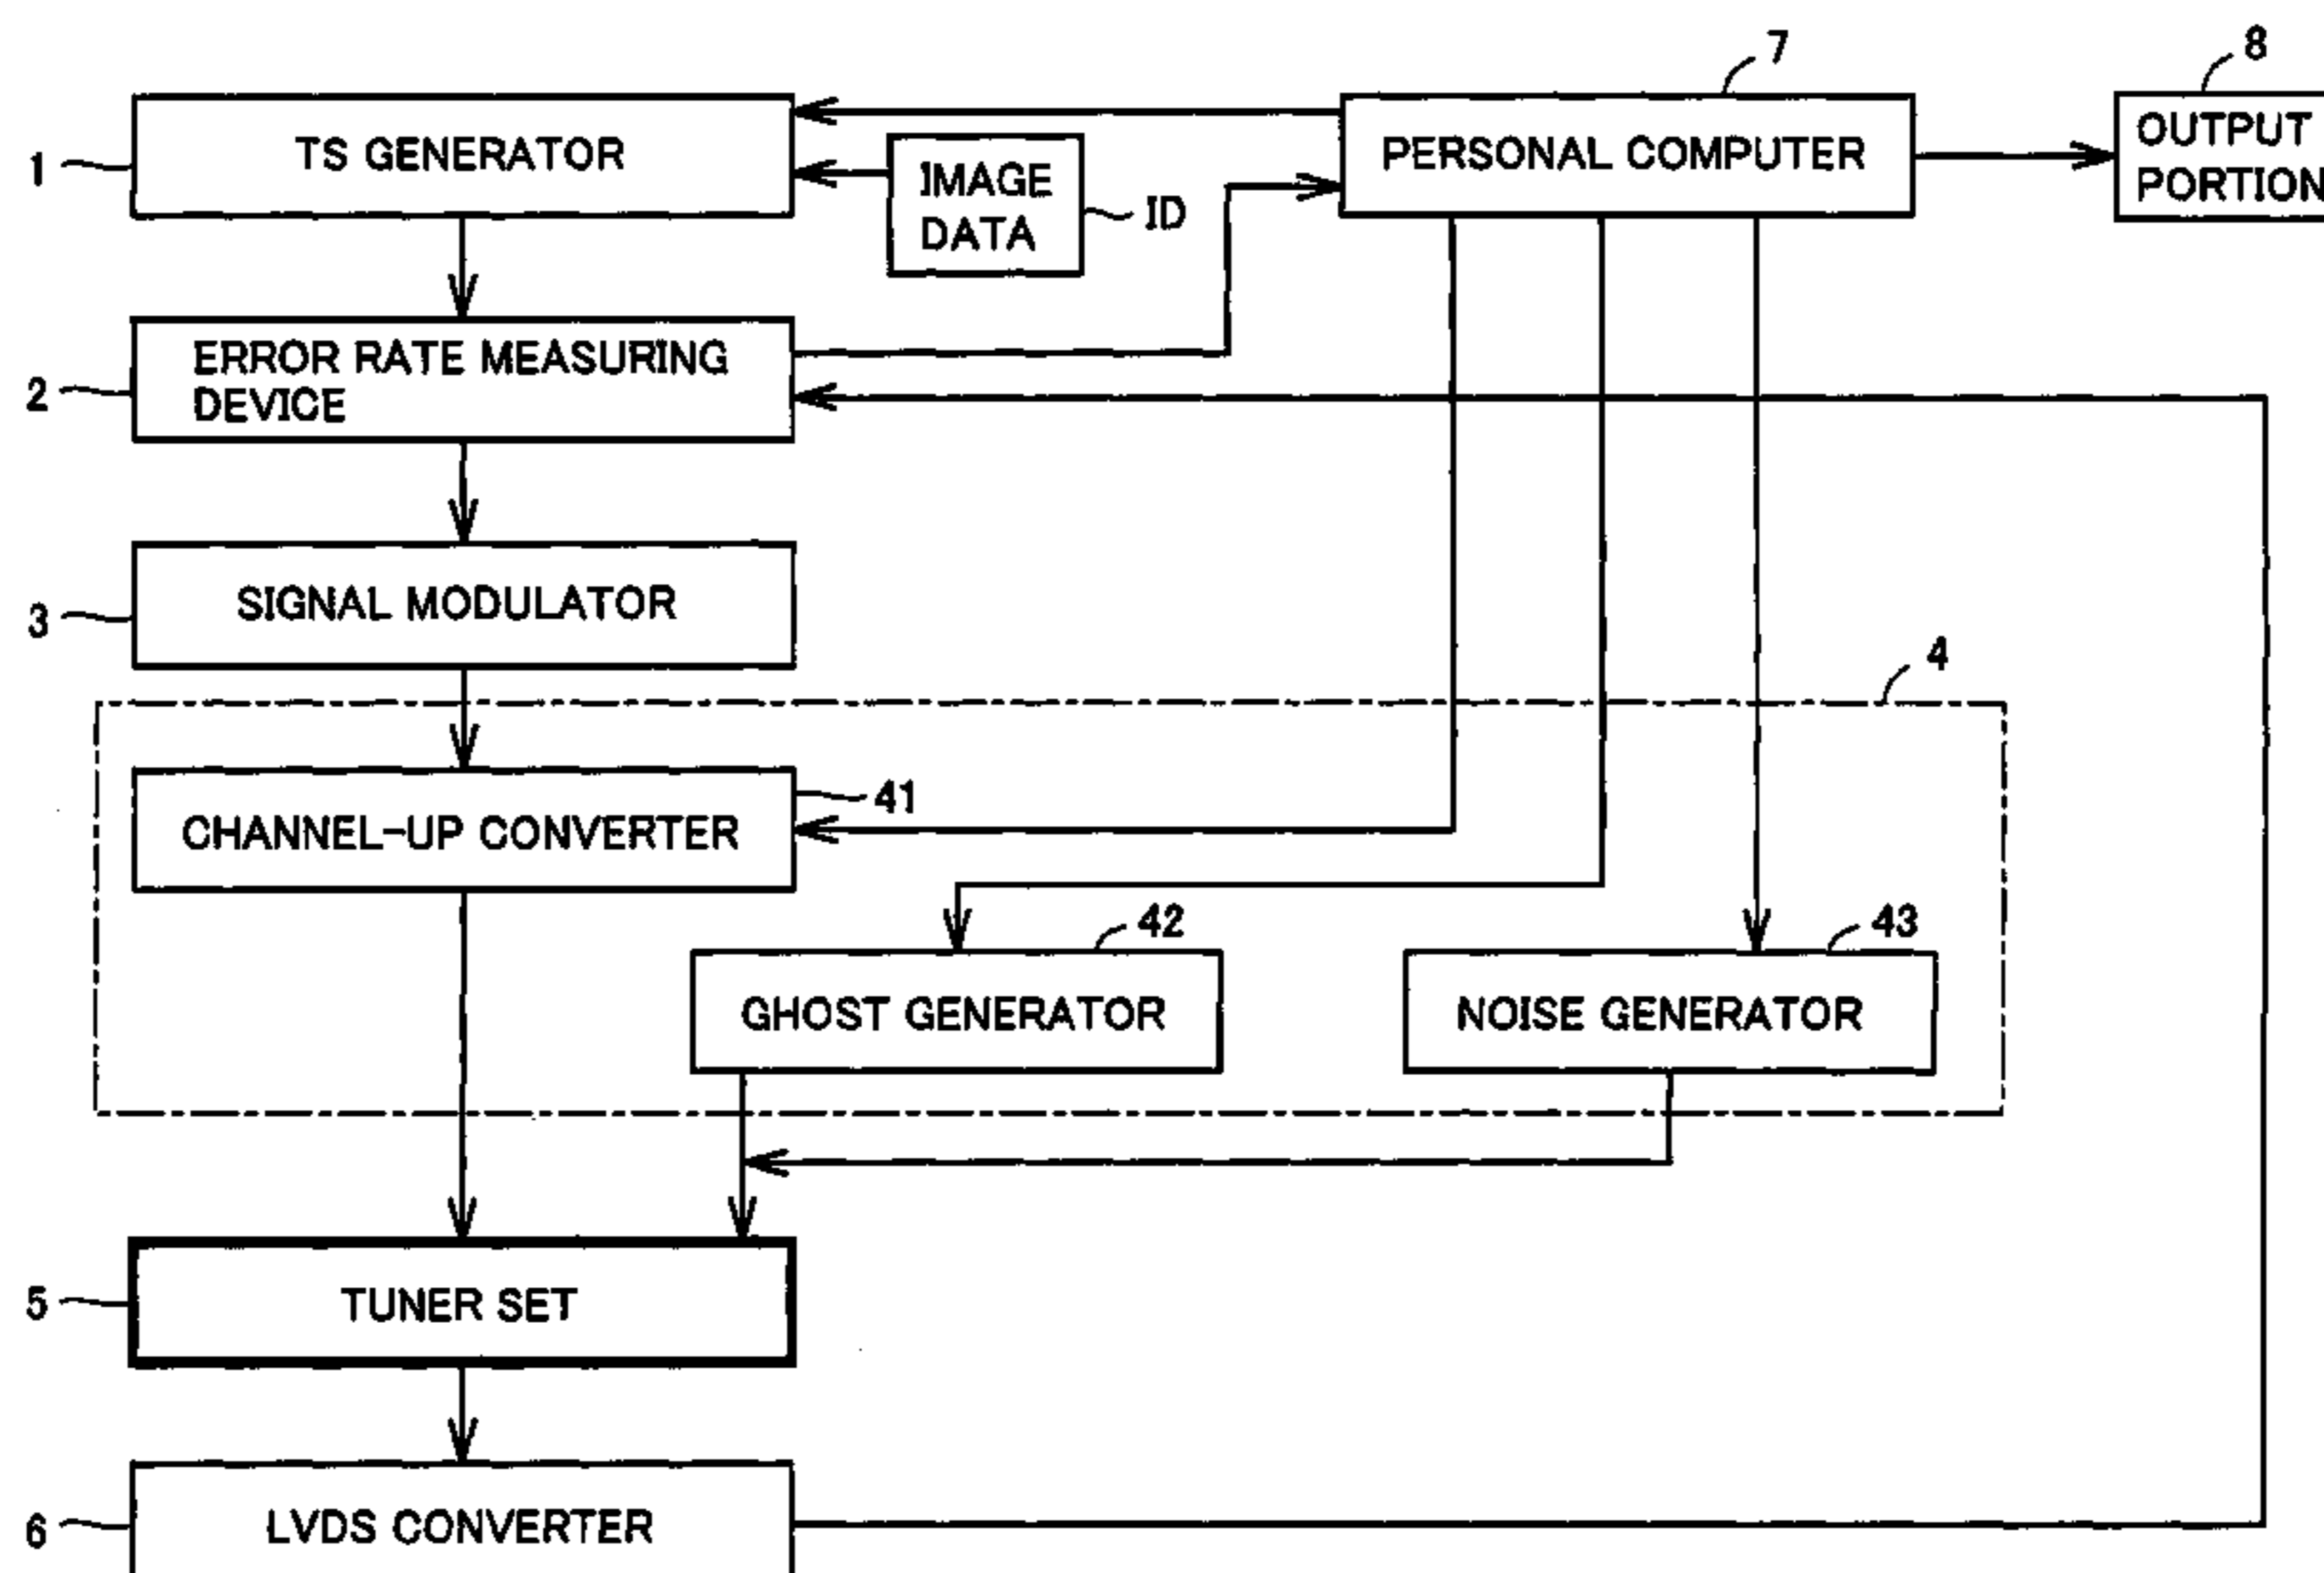 7
8
1
TS GENERATOR
PERSONAL COMPUTER
OUTPUT
PORTION
IMAGE
DATA
ID
2
ERROR RATE MEASURING
DEVICE
3
SIGNAL MODULATOR
4
41
CHANNEL-UP CONVERTER
42
43
GHOST GENERATOR
NOISE GENERATOR
5
TUNER SET
6
LVDS CONVERTER